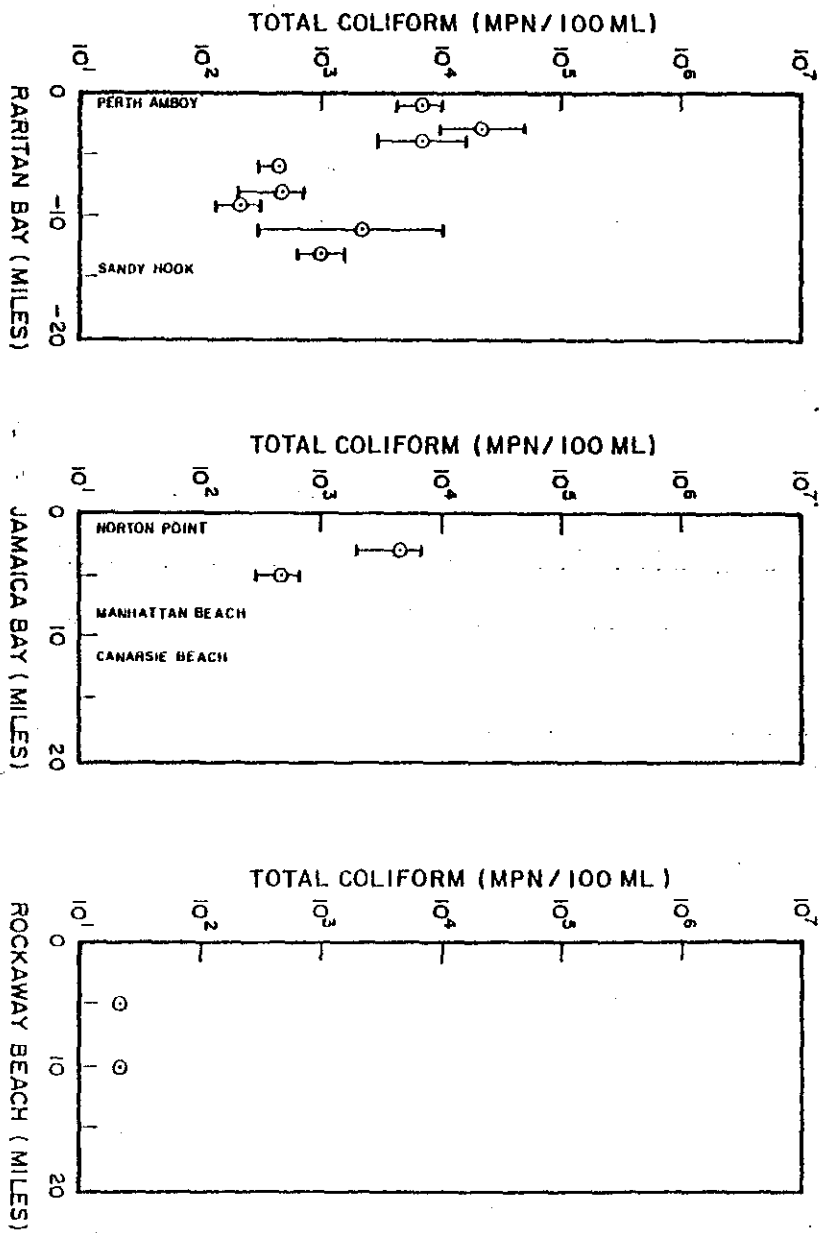 TOTAL COLIFORM (MPN/100 ML)
10¹ 10² 10³ 10⁴ 10⁵ 10⁶ 10⁷
0 -10 -20
PERTH AMBOY
SANDY HOOK
RARITAN BAY (MILES)
TOTAL COLIFORM (MPN/100 ML)
10¹ 10² 10³ 10⁴ 10⁵ 10⁶ 10⁷
0 10 20
NORTON POINT
MANHATTAN BEACH
CANARSIE BEACH
JAMAICA BAY (MILES)
TOTAL COLIFORM (MPN/100 ML)
10¹ 10² 10³ 10⁴ 10⁵ 10⁶ 10⁷
0 10 20
ROCKAWAY BEACH (MILES)